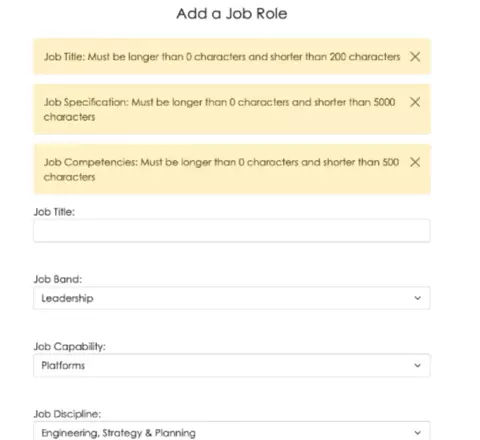 Add a Job Role
Job Title: Must be longer than 0 characters and shorter than 200 characters
Job Specification: Must be longer than 0 characters and shorter than 5000
characters
Job Competencies: Must be longer than 0 characters and shorter than 500
characters
Job Title:
Job Band:
Leadership
Job Capability:
Platforms
Job Discipline:
Engineering, Strategy & Planning